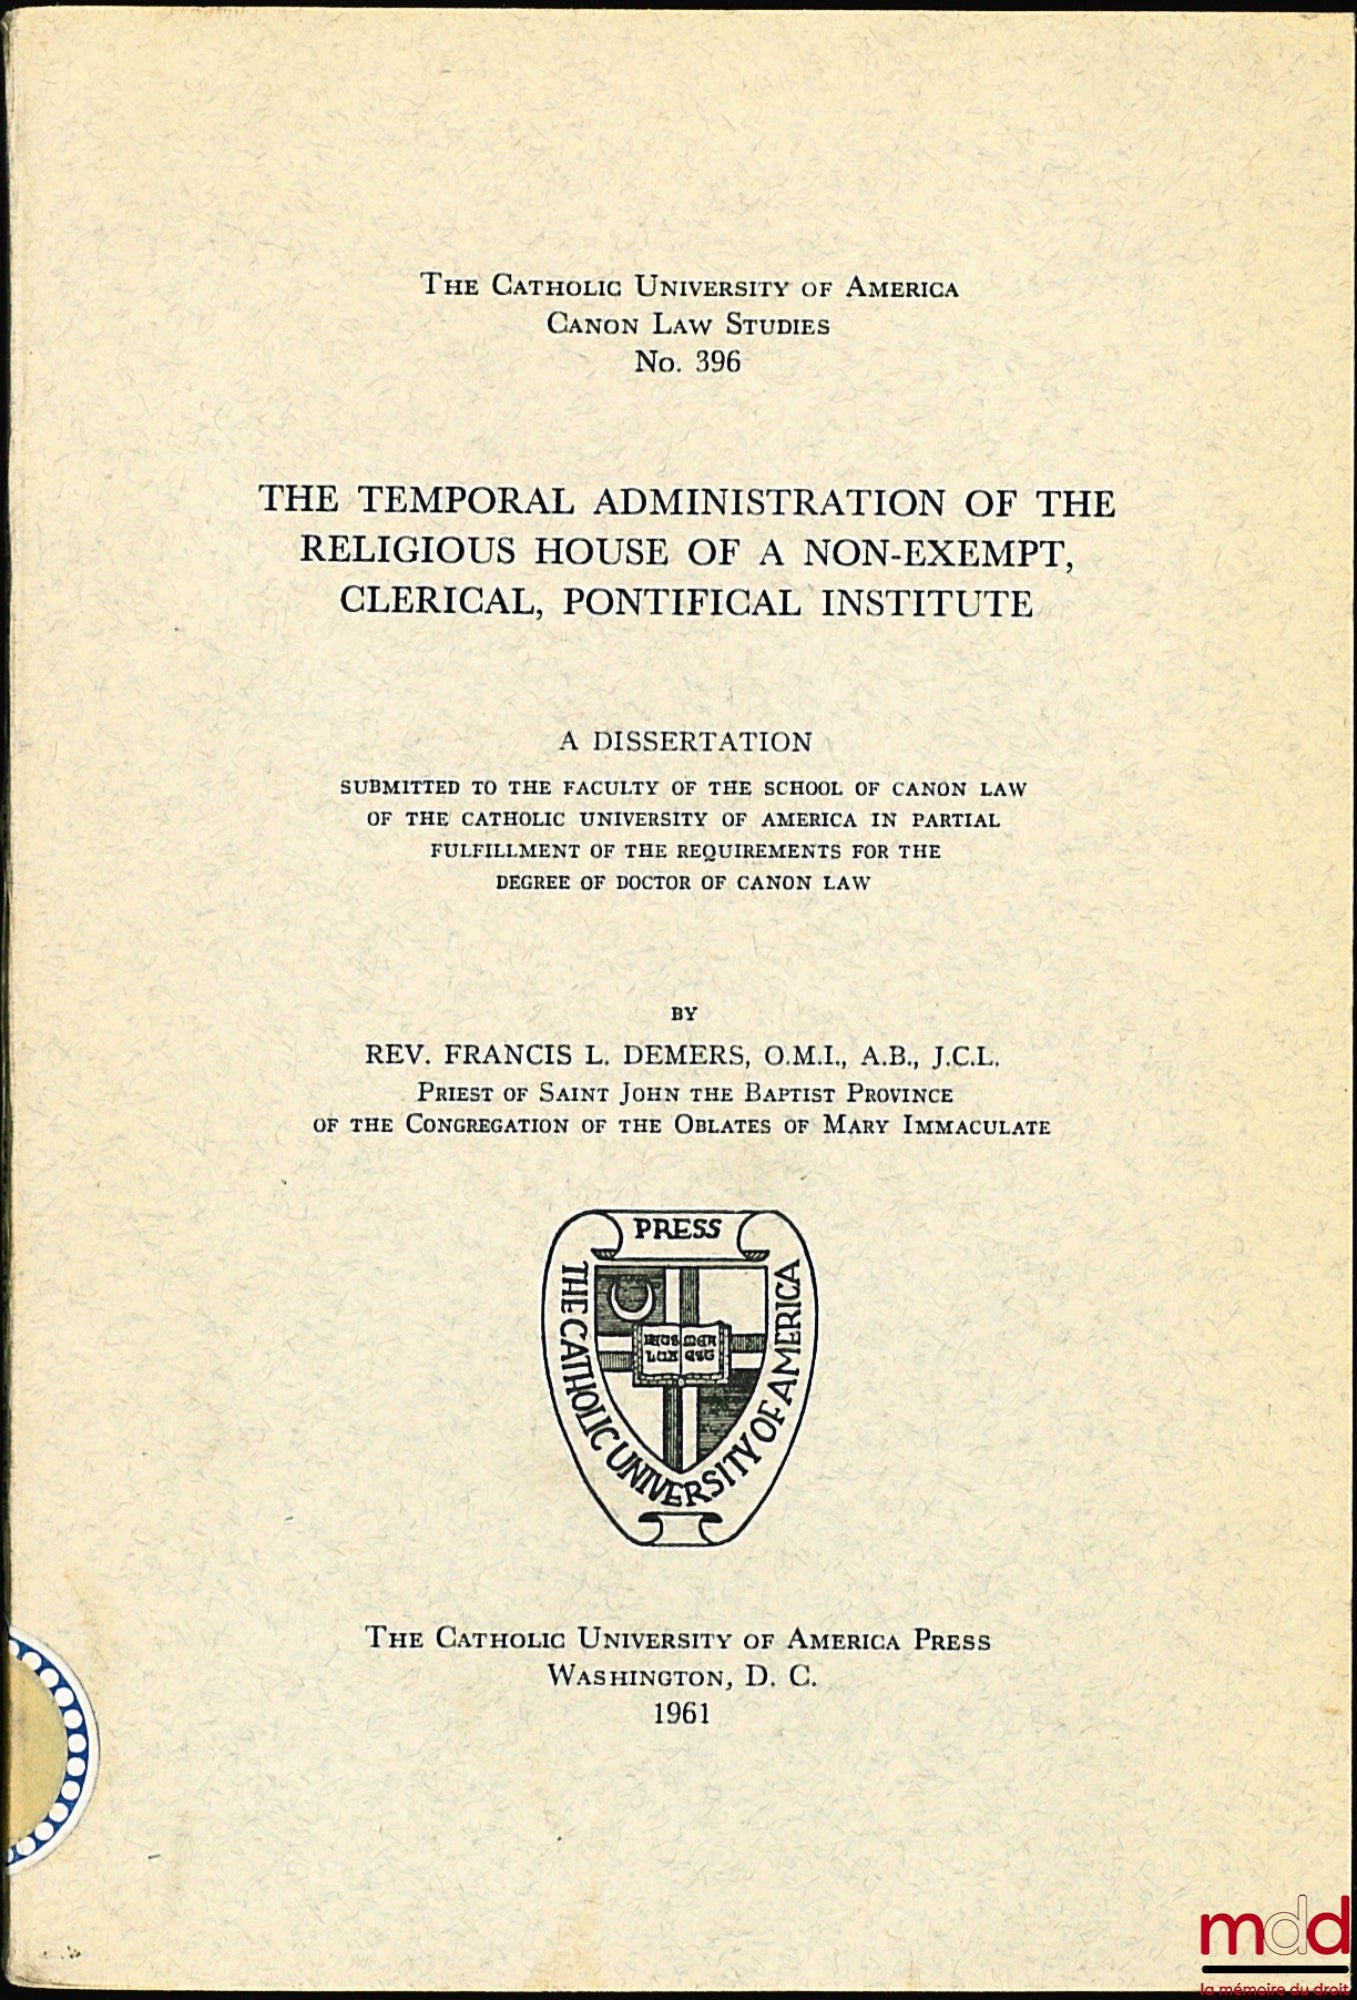 The Catholic University of America
Canon Law Studies
No. 396
THE TEMPORAL ADMINISTRATION OF THE
RELIGIOUS HOUSE OF A NON-EXEMPT,
CLERICAL, PONTIFICAL INSTITUTE
A DISSERTATION
SUBMITTED TO THE FACULTY OF THE SCHOOL OF CANON LAW
OF THE CATHOLIC UNIVERSITY OF AMERICA IN PARTIAL
FULFILLMENT OF THE REQUIREMENTS FOR THE
DEGREE OF DOCTOR OF CANON LAW
BY
REV. FRANCIS L. DEMERS, O.M.I., A.B., J.C.L.
Priest of Saint John the Baptist Province
of the Congregation of the Oblates of Mary Immaculate
PRESS
THE CATHOLIC UNIVERSITY OF AMERICA
LUX EST
The Catholic University of America Press
Washington, D. C.
1961
mdd
la mémoire du droit